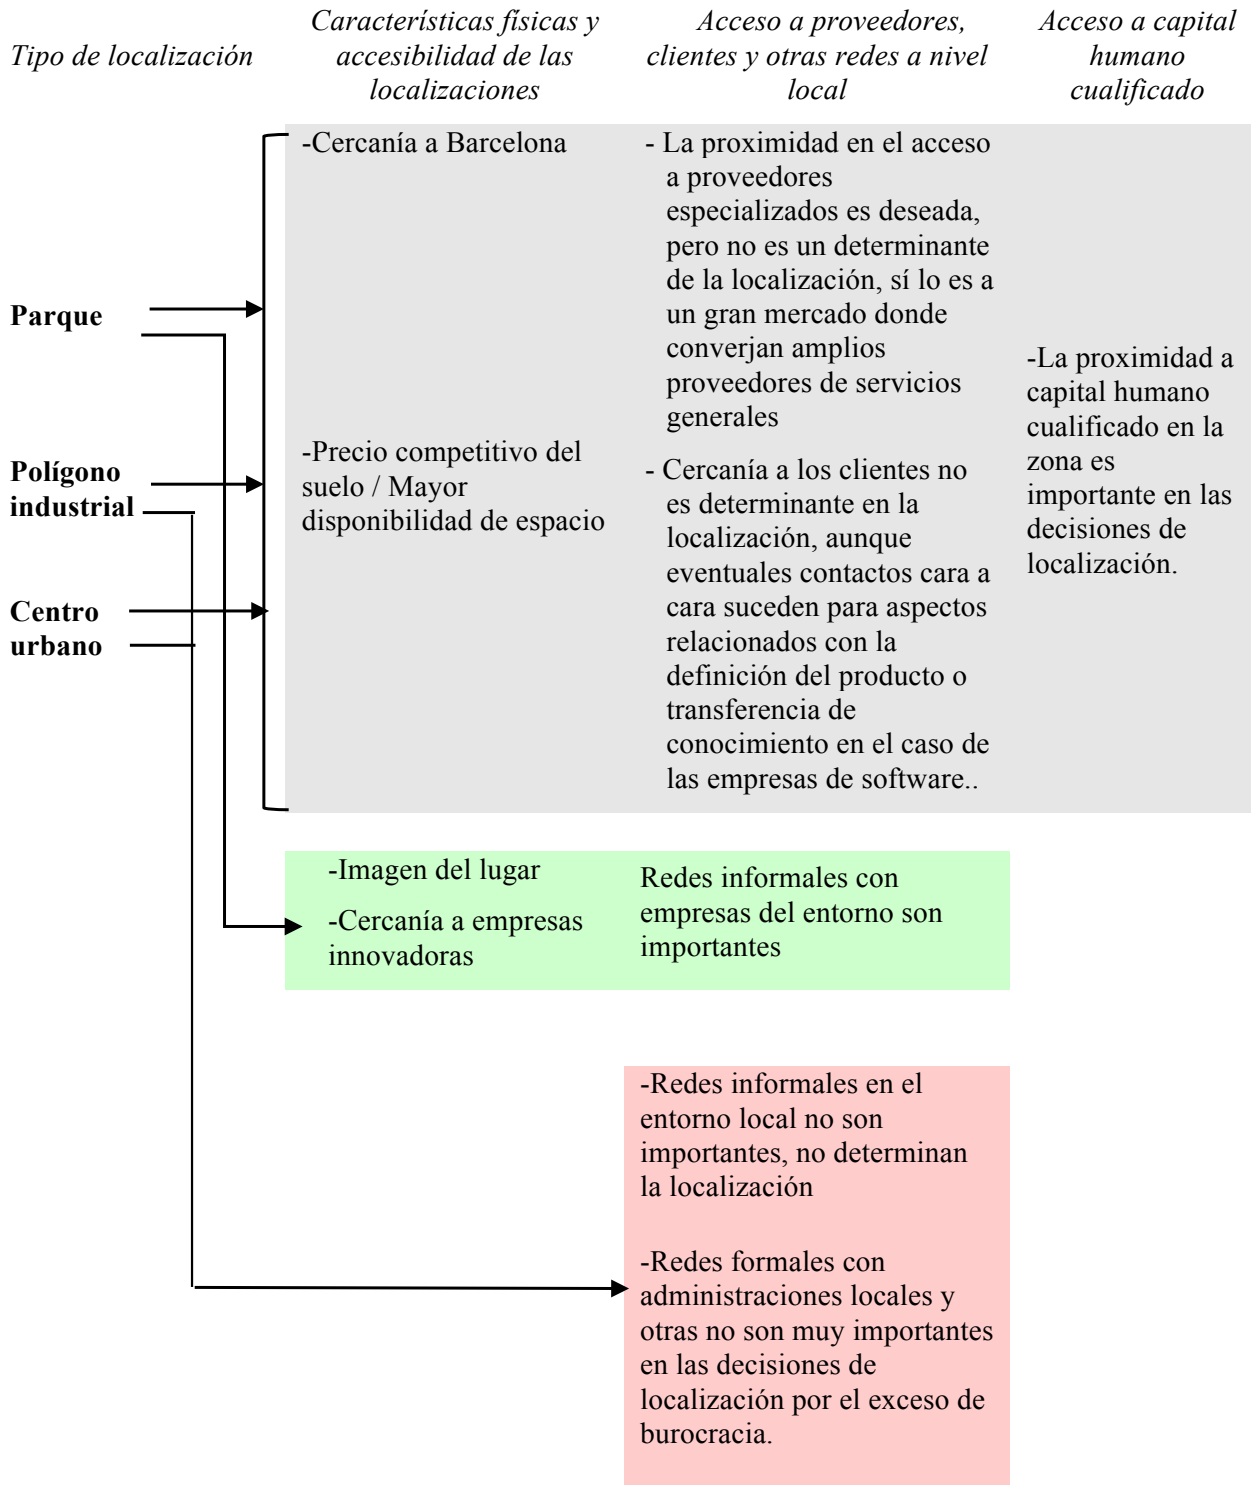 Tipo de localización
Características físicas y
accesibilidad de las
localizaciones
Acceso a proveedores,
clientes y otras redes a nivel
local
Acceso a capital
humano
cualificado
Parque
Polígono
industrial
Centro
urbano
-Cercanía a Barcelona
-Precio competitivo del
suelo / Mayor
disponibilidad de espacio
- La proximidad en el acceso
a proveedores
especializados es deseada,
pero no es un determinante
de la localización, sí lo es a
un gran mercado donde
converjan amplios
proveedores de servicios
generales
- Cercanía a los clientes no
es determinante en la
localización, aunque
eventuales contactos cara a
cara suceden para aspectos
relacionados con la
definición del producto o
transferencia de
conocimiento en el caso de
las empresas de software..
-La proximidad a
capital humano
cualificado en la
zona es
importante en las
decisiones de
localización.
-Imagen del lugar
-Cercanía a empresas
innovadoras
Redes informales con
empresas del entorno son
importantes
-Redes informales en el
entorno local no son
importantes, no determinan
la localización
-Redes formales con
administraciones locales y
otras no son muy importantes
en las decisiones de
localización por el exceso de
burocracia.